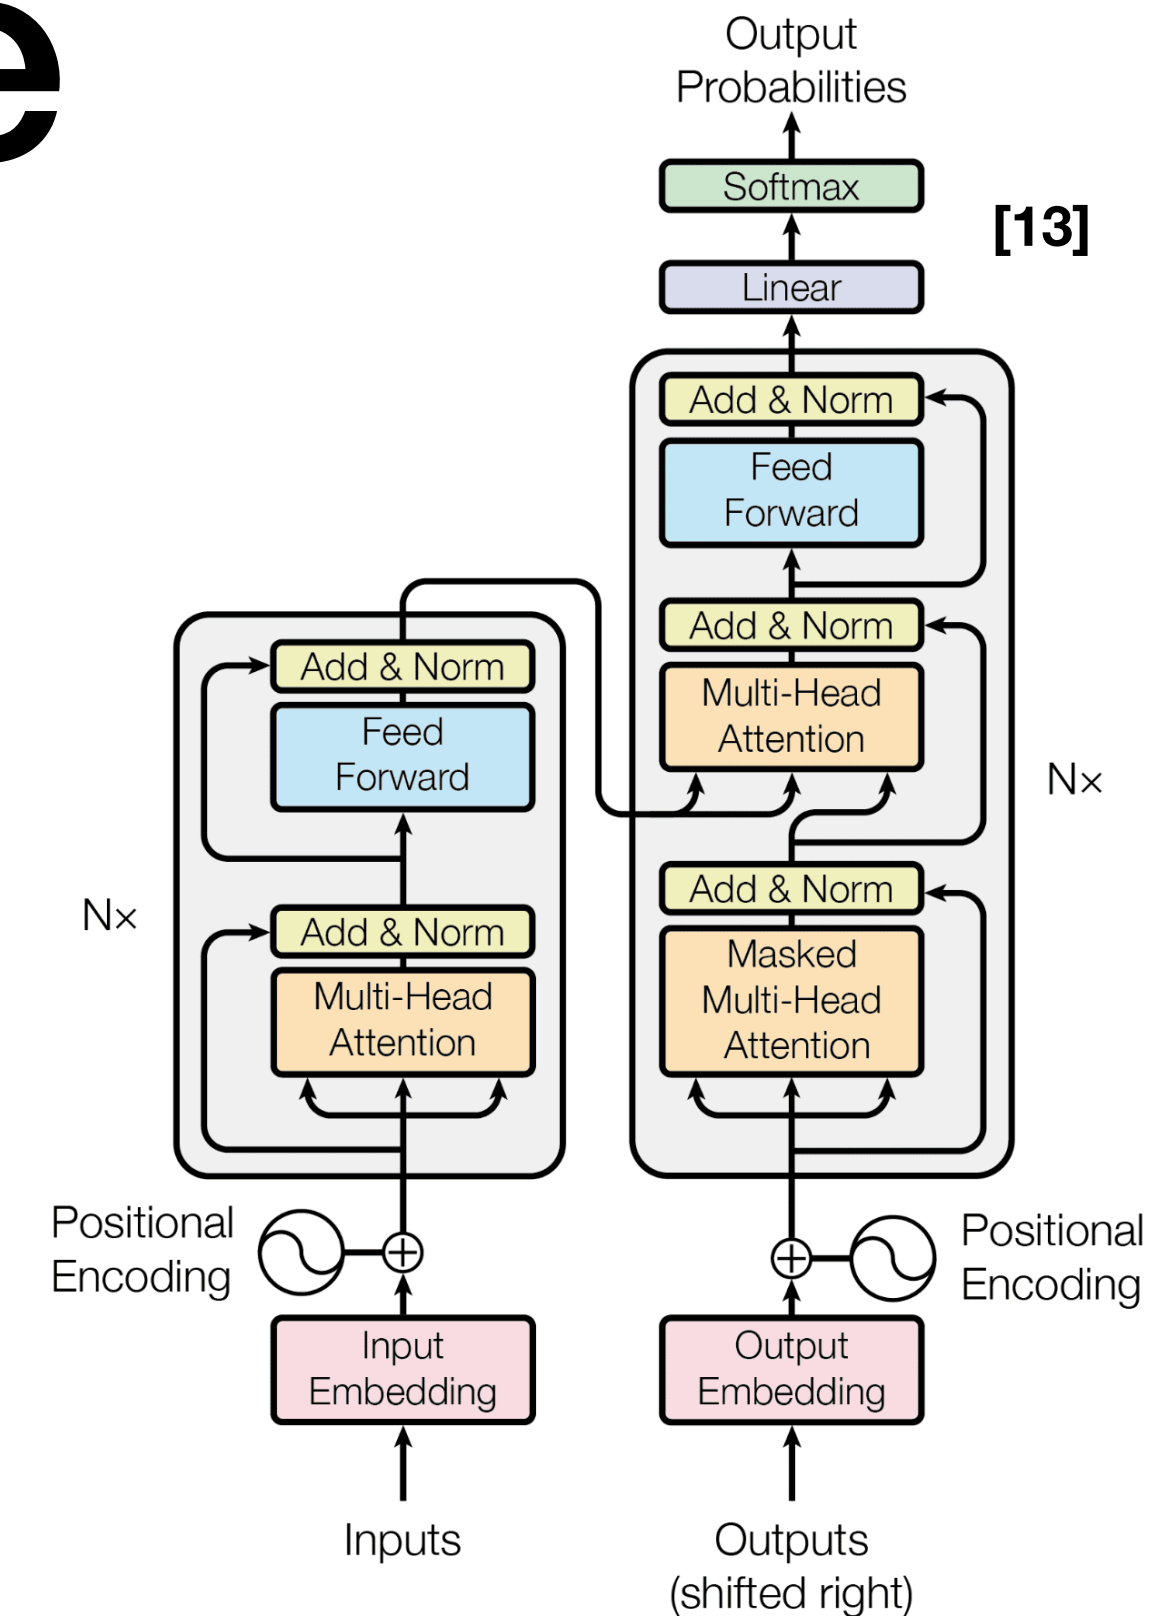 e
Output
Probabilities
Softmax
[13]
Linear
Add & Norm
Feed
Forward
Add & Norm
Multi-Head
Attention
Nx
Add & Norm
Masked
Multi-Head
Attention
Add & Norm
Feed
Forward
Nx
Add & Norm
Multi-Head
Attention
Positional
Encoding
Positional
Encoding
Input
Embedding
Output
Embedding
Inputs
Outputs
(shifted right)